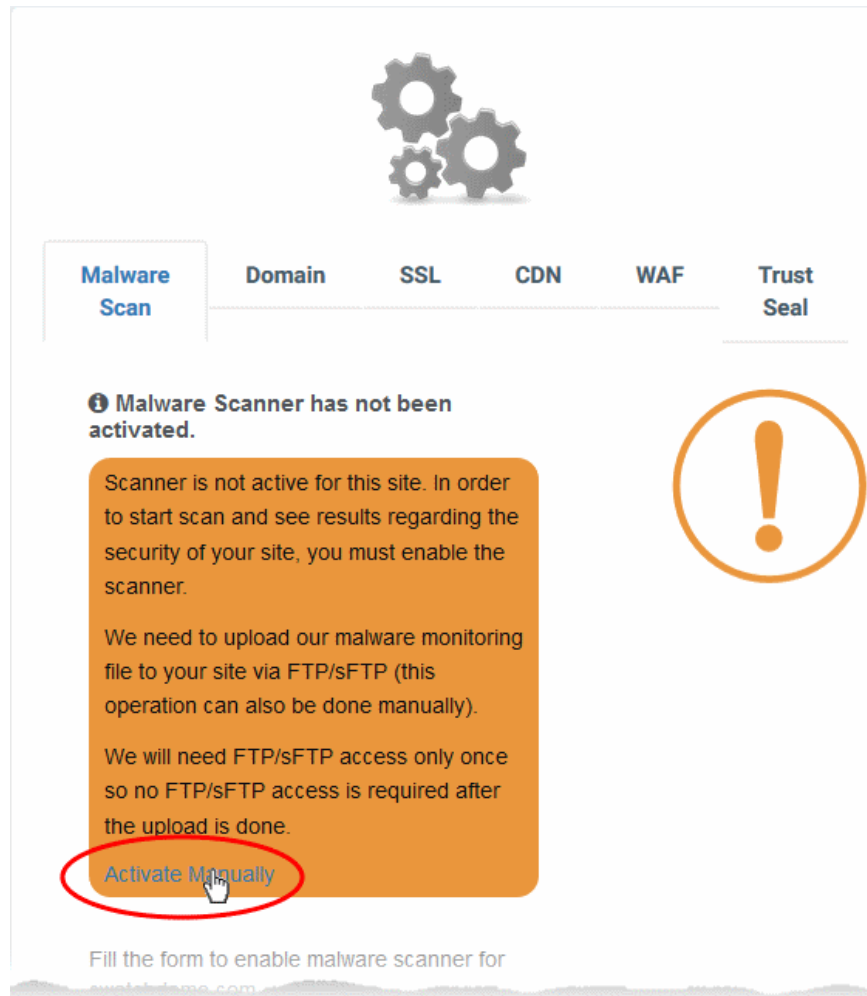 Malware Scan
Domain
SSL
CDN
WAF
Trust Seal
Malware Scanner has not been
activated.
Scanner is not active for this site. In order
to start scan and see results regarding the
security of your site, you must enable the
scanner.
We need to upload our malware monitoring
file to your site via FTP/sFTP (this
operation can also be done manually).
We will need FTP/sFTP access only once
so no FTP/sFTP access is required after
the upload is done.
Activate Manually
Fill the form to enable malware scanner for